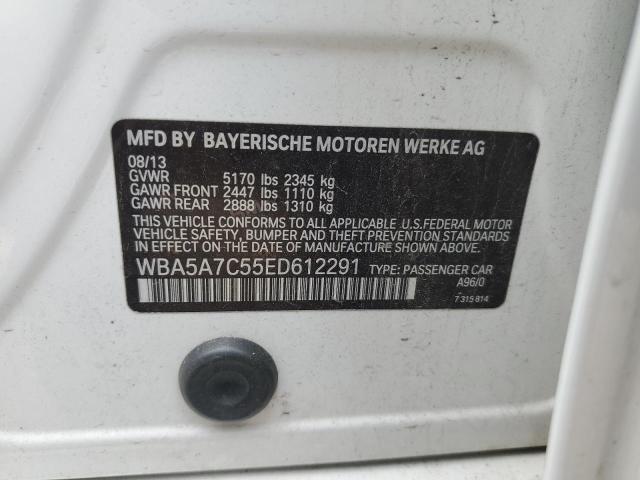 MFD BY BAYERISCHE MOTOREN WERKE AG
08/13
GVWR 5170 lbs 2345 kg
GAWR FRONT 2447 lbs 1110 kg
GAWR REAR 2888 lbs 1310 kg
THIS VEHICLE CONFORMS TO ALL APPLICABLE U.S.FEDERAL MOTOR
VEHICLE SAFETY, BUMPER AND THEFT PREVENTION STANDARDS
IN EFFECT ON THE DATE OF MANUFACTURE SHOWN ABOVE.
WBA5A7C55ED612291 TYPE: PASSENGER CAR
A96/0
7 315 814